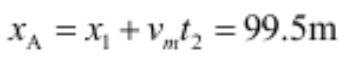 x_A = x_1 + v_m t_2 = 99.5m